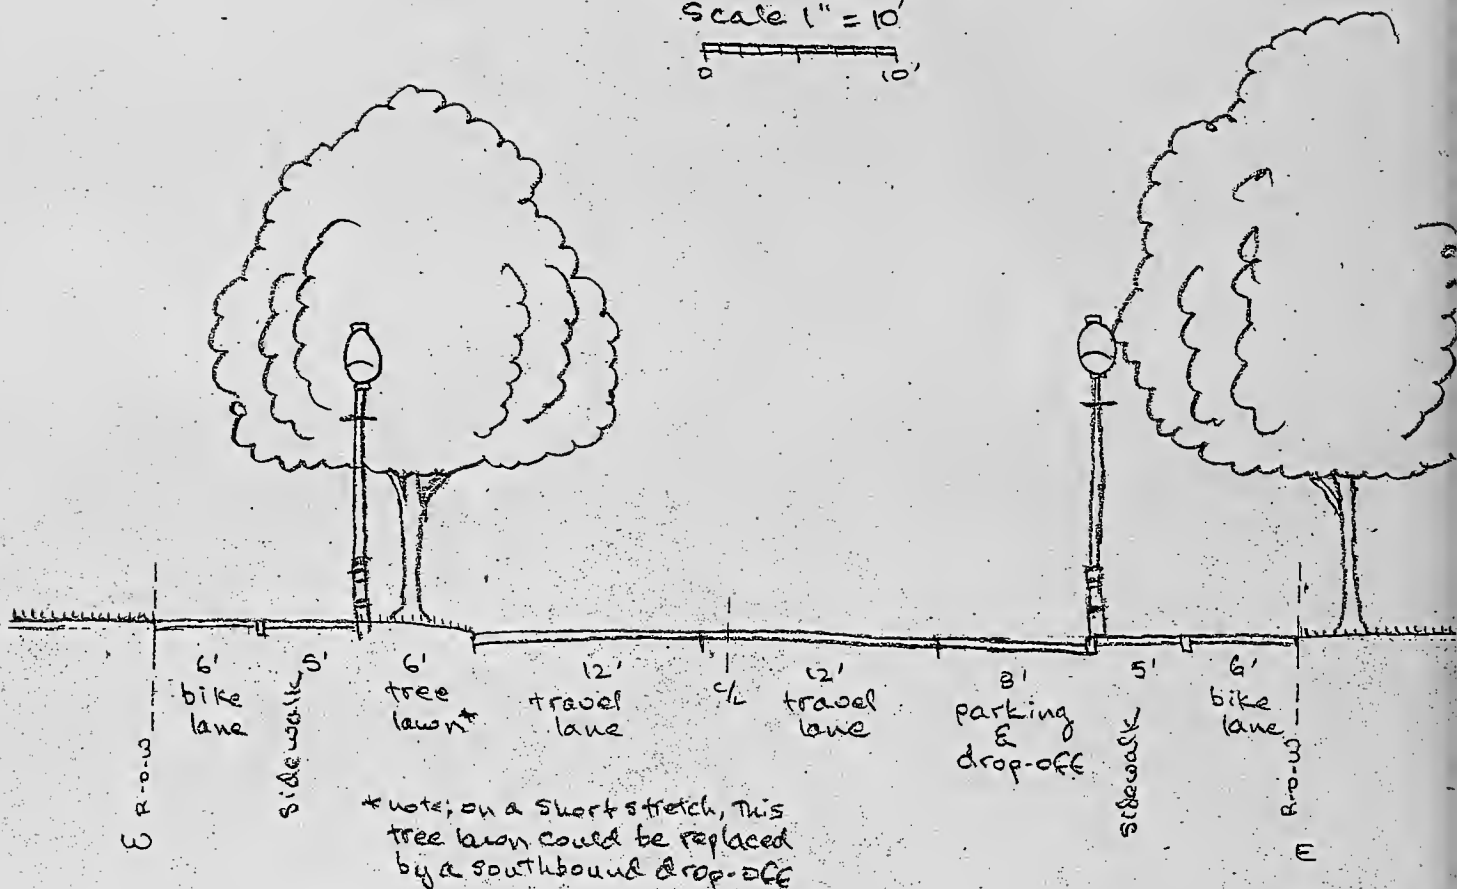 Scale 1" = 10'
0 10'
6'
bike
lane
5'
sidewalk
6'
tree
lawn*
12'
travel
lane
C/L
12'
travel
lane
8'
parking
&
drop-off
5'
sidewalk
6'
bike
lane
R-o-W
W
R-o-W
E
* note; on a short stretch, This
tree lawn could be replaced
by a southbound drop-off